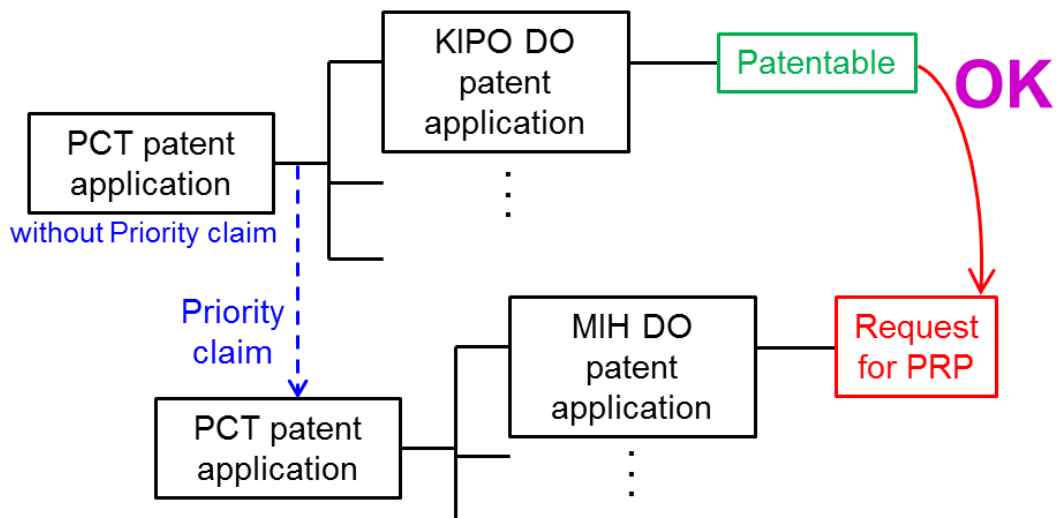 KIPO DO
patent
application
Patentable
OK
PCT patent
application
without Priority claim
Priority
claim
MIH DO
patent
application
Request
for PRP
PCT patent
application